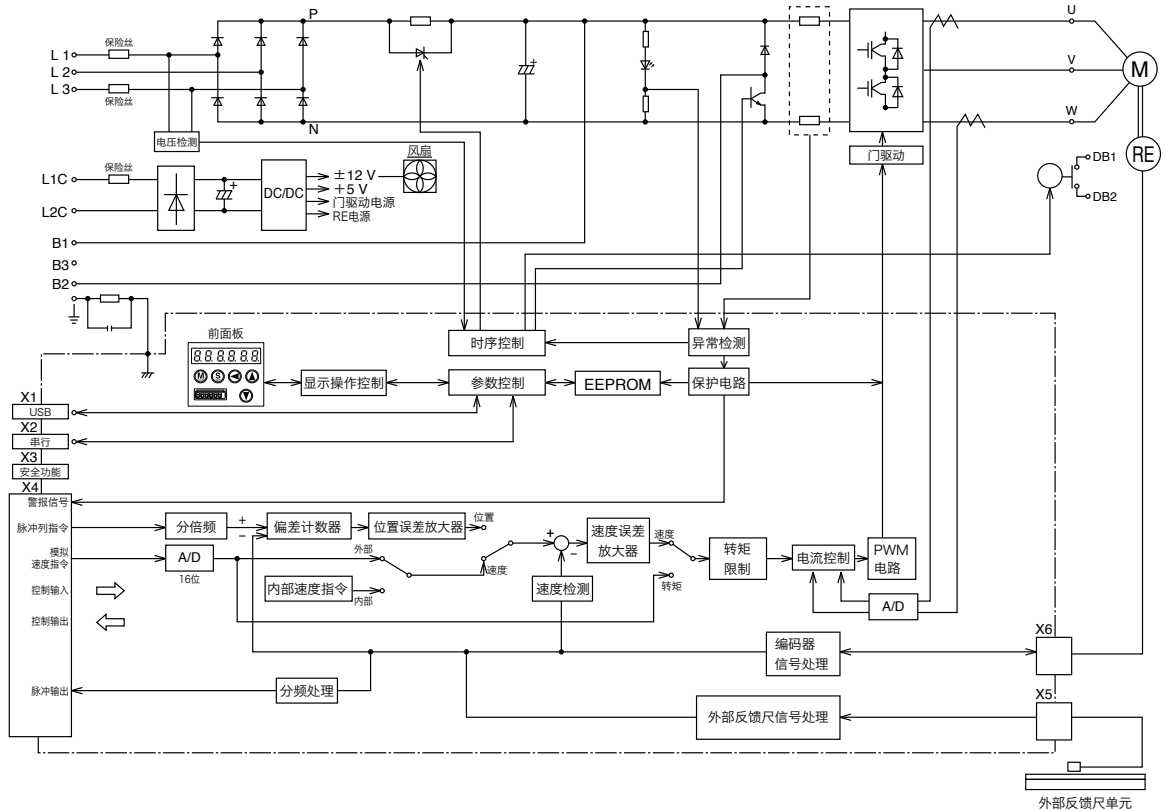 P
U
保险丝
L 1
L 2
L 3
保险丝
V
M
W
N
电压检测
门驱动
RE
DB1
DB2
风扇
保险丝
L1C
L2C
DC/DC
±12 V
+5 V
门驱动电源
RE电源
+
+
B1
B3
B2
前面板
8.8.8.8.8.8.
M
S
时序控制
异常检测
显示操作控制
参数控制
EEPROM
保护电路
X1
USB
X2
串行
X3
安全功能
X4
警报信号
脉冲列指令
分倍频
+
−
偏差计数器
位置误差放大器
位置
模拟
速度指令
A/D
16位
外部
内部速度指令
内部
速度
+
−
速度误差
放大器
速度检测
速度
转矩
转矩
限制
电流控制
PWM
电路
A/D
控制输入
控制输出
脉冲输出
分频处理
编码器
信号处理
X6
外部反馈尺信号处理
X5
外部反馈尺单元